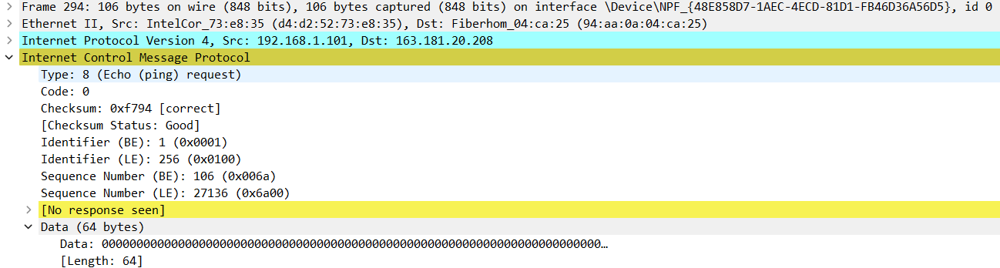 Frame 294: 106 bytes on wire (848 bits), 106 bytes captured (848 bits) on interface \Device\NPF_{48E858D7-1AEC-4ECD-81D1-FB46D36A56D5}, id 0
Ethernet II, Src: IntelCor_73:e8:35 (d4:d2:52:73:e8:35), Dst: Fiberhom_04:ca:25 (94:aa:0a:04:ca:25)
Internet Protocol Version 4, Src: 192.168.1.101, Dst: 163.181.20.208
Internet Control Message Protocol
Type: 8 (Echo (ping) request)
Code: 0
Checksum: 0xf794 [correct]
[Checksum Status: Good]
Identifier (BE): 1 (0x0001)
Identifier (LE): 256 (0x0100)
Sequence Number (BE): 106 (0x006a)
Sequence Number (LE): 27136 (0x6a00)
[No response seen]
Data (64 bytes)
Data: 000000000000000000000000000000000000000000000000000000000000000000000000…
[Length: 64]